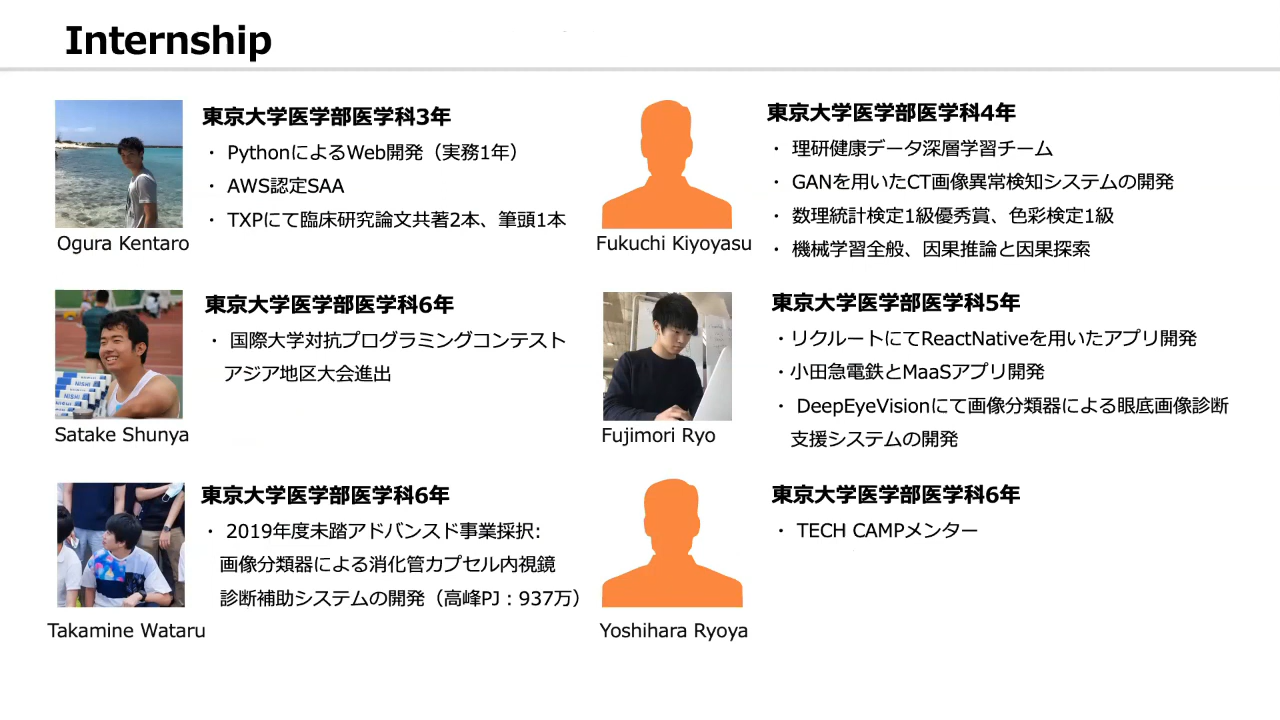 Internship
東京大学医学部医学科3年
・ PythonによるWeb開発（実務1年）
・ AWS認定SAA
・ TXPにて臨床研究論文共著2本、筆頭1本
Ogura Kentaro
東京大学医学部医学科4年
・ 理研健康データ深層学習チーム
・ GANを用いたCT画像異常検知システムの開発
・ 数理統計検定1級優秀賞、色彩検定1級
・ 機械学習全般、因果推論と因果探索
Fukuchi Kiyoyasu
東京大学医学部医学科6年
・ 国際大学対抗プログラミングコンテスト
アジア地区大会進出
NISHI
NISHI
Satake Shunya
東京大学医学部医学科5年
・リクルートにてReactNativeを用いたアプリ開発
・小田急電鉄とMaaSアプリ開発
・ DeepEyeVisionにて画像分類器による眼底画像診断
支援システムの開発
Fujimori Ryo
東京大学医学部医学科6年
・ 2019年度未踏アドバンスド事業採択:
画像分類器による消化管カプセル内視鏡
診断補助システムの開発（高峰PJ：937万）
Takamine Wataru
東京大学医学部医学科6年
・ TECH CAMPメンター
Yoshihara Ryoya